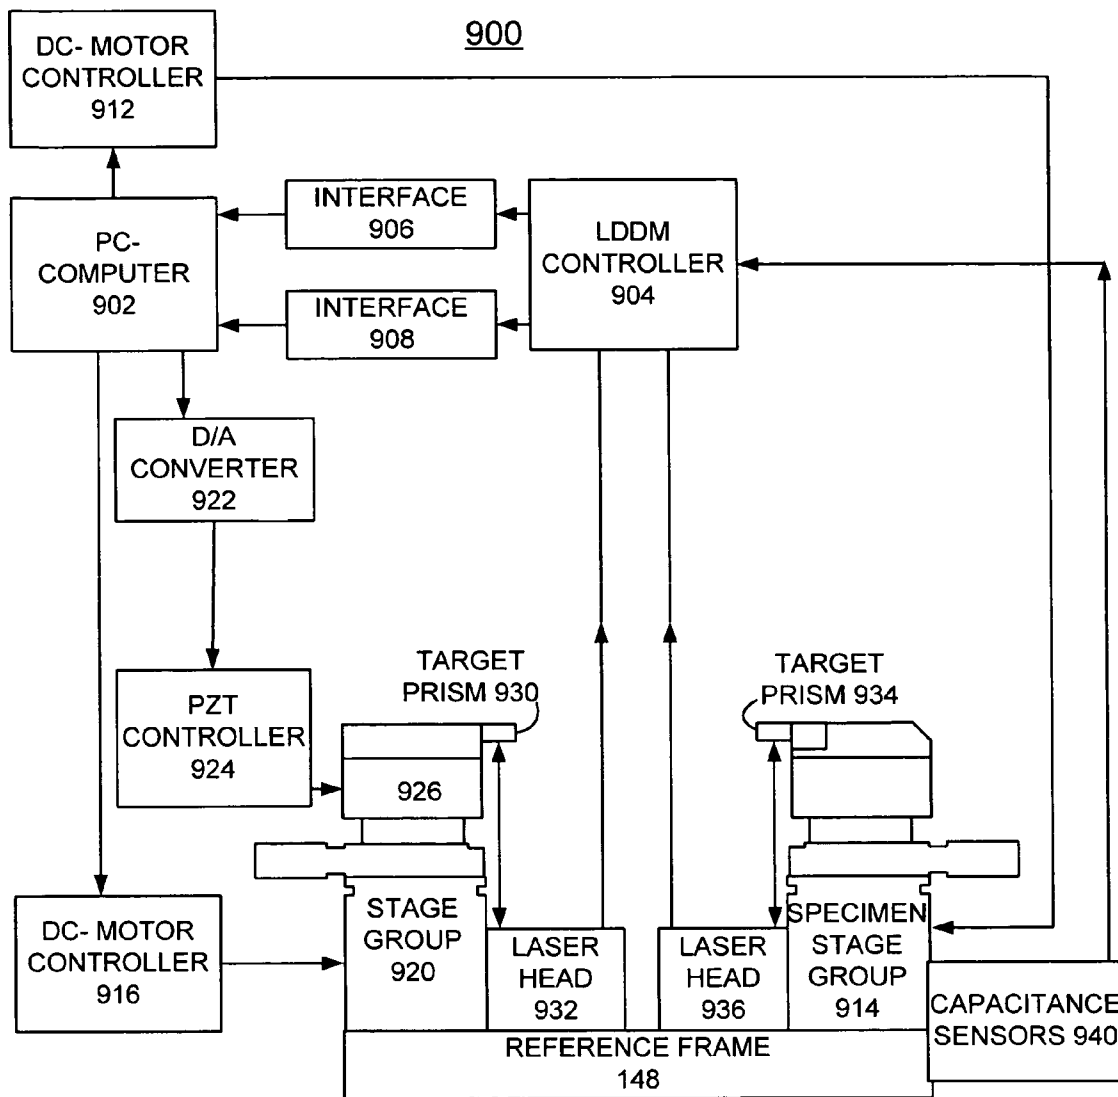 900
DC- MOTOR
CONTROLLER
912
PC-
COMPUTER
902
INTERFACE
906
INTERFACE
908
LDDM
CONTROLLER
904
D/A
CONVERTER
922
PZT
CONTROLLER
924
TARGET
PRISM 930
TARGET
PRISM 934
926
DC- MOTOR
CONTROLLER
916
STAGE
GROUP
920
LASER
HEAD
932
LASER
HEAD
936
SPECIMEN
STAGE
GROUP
914
CAPACITANCE
SENSORS 940
REFERENCE FRAME
148